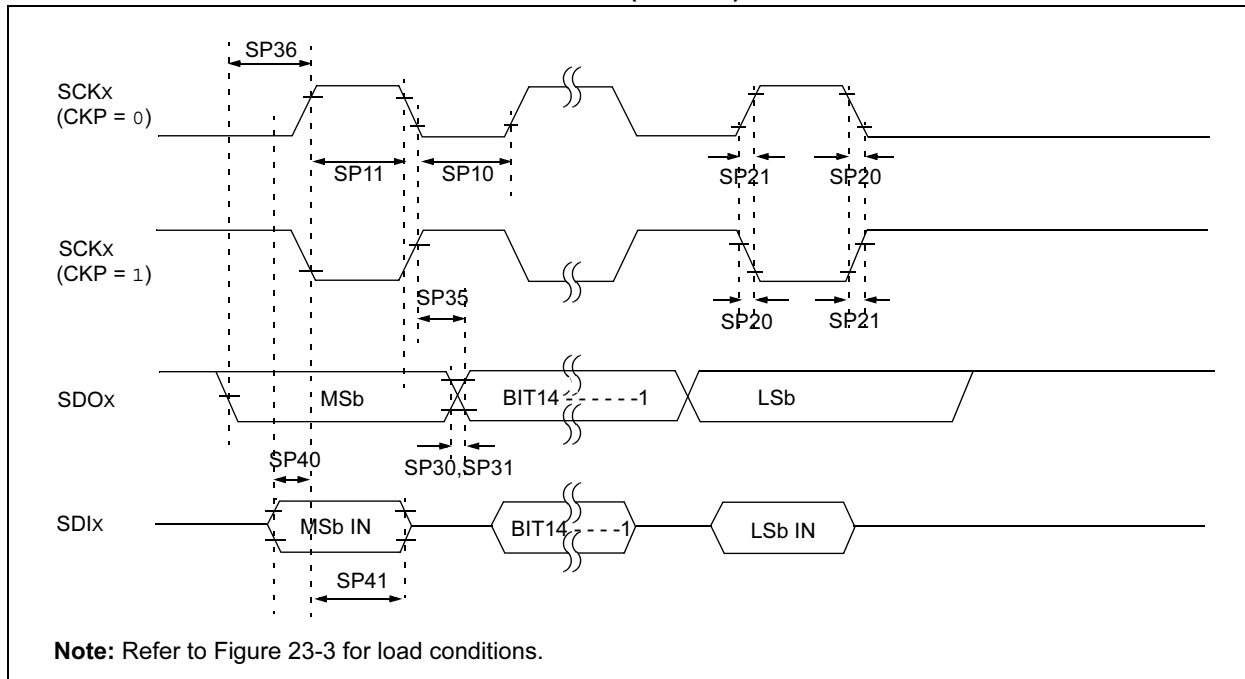 SP36
SCKx
(CKP = 0)
SP11
SP10
SP21
SP20
SCKx
(CKP = 1)
SP35
SP20
SP21
SDOx
MSb
BIT14 - - - - - -1
LSb
SP40
SP30,SP31
SDIx
MSb IN
BIT14 - - - -1
LSb IN
SP41
Note: Refer to Figure 23-3 for load conditions.